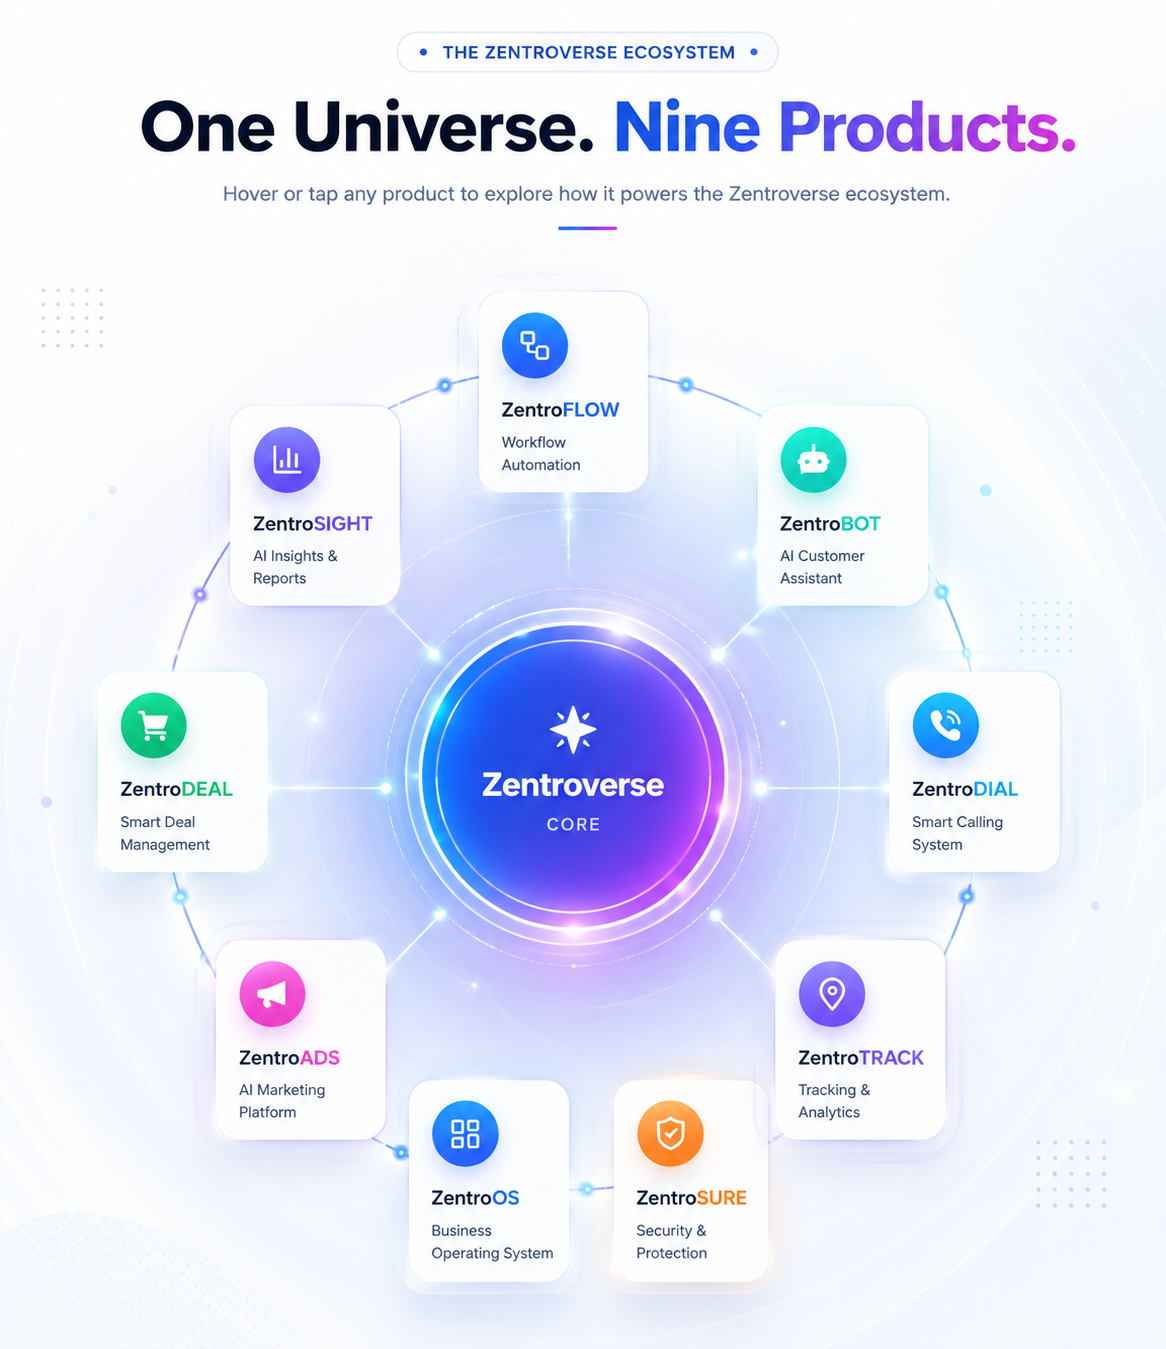 THE ZENTROVERSE ECOSYSTEM
One Universe. Nine Products.
Hover or tap any product to explore how it powers the Zentroverse ecosystem.
ZentroFLOW
Workflow
Automation
ZentroSIGHT
AI Insights &
Reports
ZentroBOT
AI Customer
Assistant
ZentroDEAL
Smart Deal
Management
Zentroverse
CORE
ZentroDIAL
Smart Calling
System
ZentroADS
AI Marketing
Platform
ZentroTRACK
Tracking &
Analytics
ZentroOS
Business
Operating System
ZentroSURE
Security &
Protection